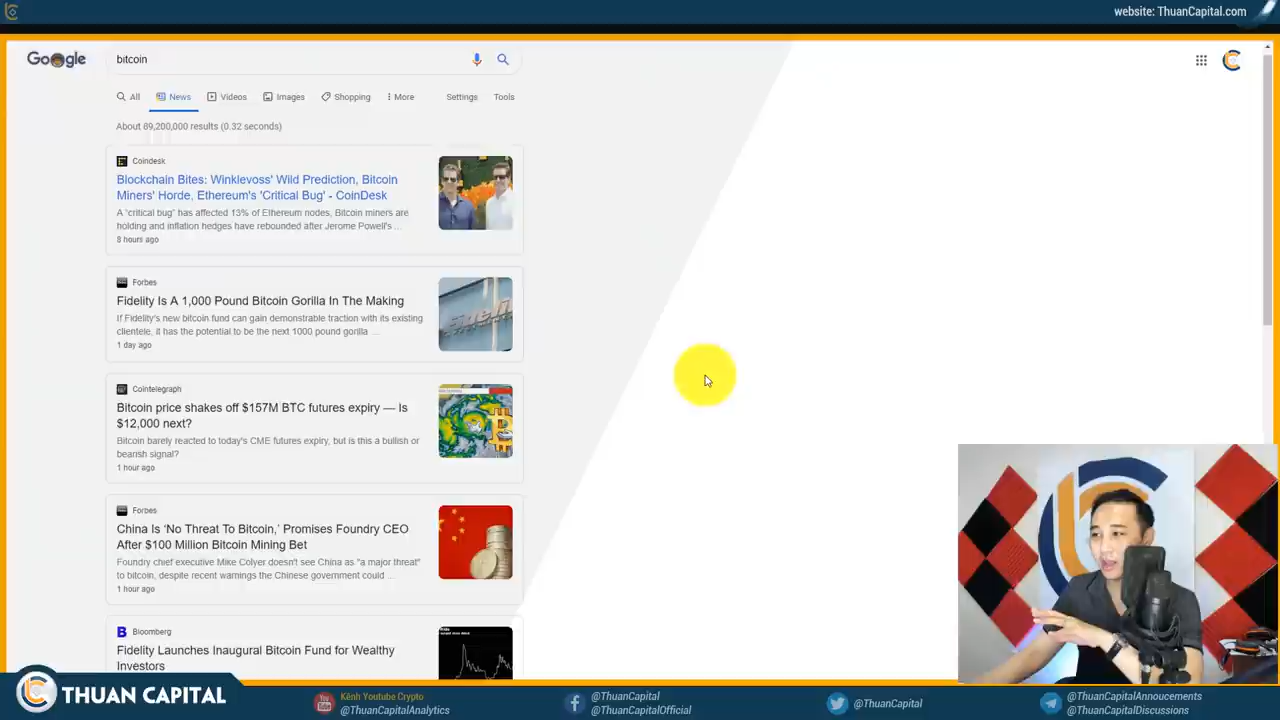 website: ThuanCapital.com
Google
bitcoin
All
News
Videos
Images
Shopping
More
Settings
Tools
About 89,200,000 results (0.32 seconds)
Coindesk
Blockchain Bites: Winklevoss' Wild Prediction, Bitcoin
Miners' Horde, Ethereum's 'Critical Bug' - CoinDesk
A "critical bug" has affected 13% of Ethereum nodes, Bitcoin miners are
holding and inflation hedges have rebounded after Jerome Powell's ...
8 hours ago
Forbes
Fidelity Is A 1,000 Pound Bitcoin Gorilla In The Making
If Fidelity's new bitcoin fund can gain demonstrable traction with its existing
clientele, it has the potential to be the next 1000 pound gorilla ...
1 day ago
Fidelity
Cointelegraph
Bitcoin price shakes off $157M BTC futures expiry — Is
$12,000 next?
Bitcoin barely reacted to today's CME futures expiry, but is this a bullish or
bearish signal?
1 hour ago
Forbes
China Is 'No Threat To Bitcoin,' Promises Foundry CEO
After $100 Million Bitcoin Mining Bet
Foundry chief executive Mike Colyer doesn't see China as "a major threat"
to bitcoin, despite recent warnings the Chinese government could ...
1 hour ago
Bloomberg
Fidelity Launches Inaugural Bitcoin Fund for Wealthy
Investors
THUAN CAPITAL
Kênh Youtube Crypto
@ThuanCapitalAnalytics
@ThuanCapital
@ThuanCapitalOfficial
@ThuanCapital
@ThuanCapitalAnnoucements
@ThuanCapitalDiscussions